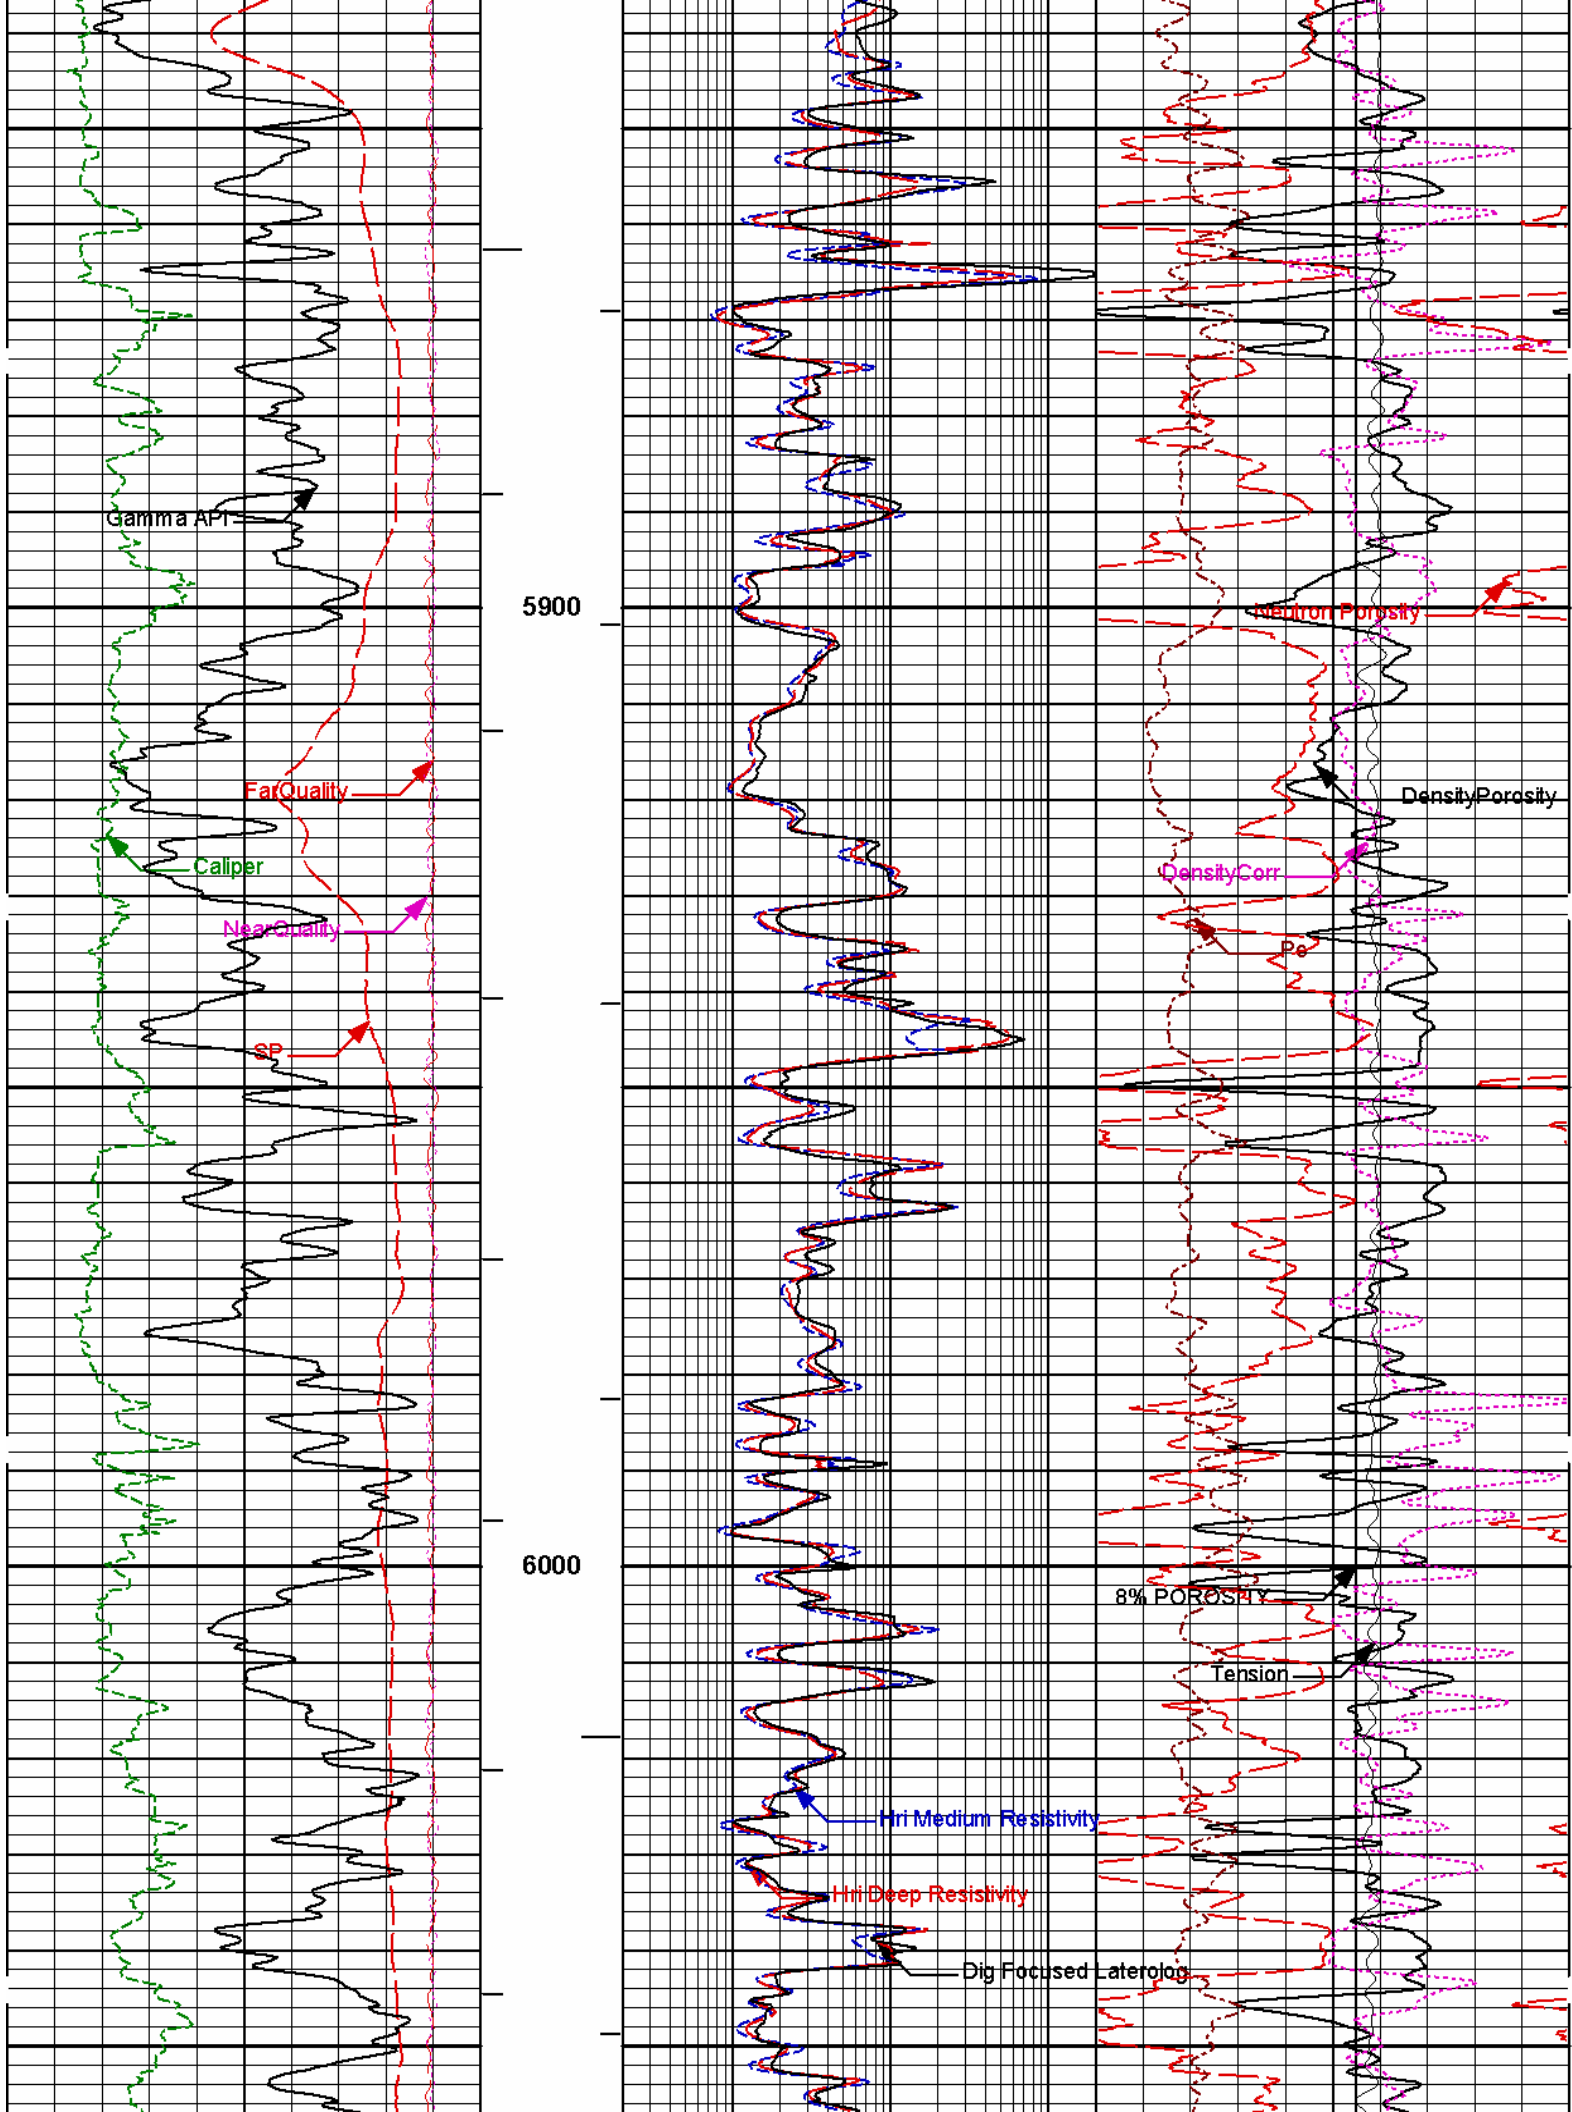 Gamma API
5900
Neutron Porosity
FarQuality
DensityPorosity
Caliper
DensityCorr
NearQuality
Pe
SP
6000
8% POROSITY
Tension
Hri Medium Resistivity
Hri Deep Resistivity
Dig Focused Laterolog